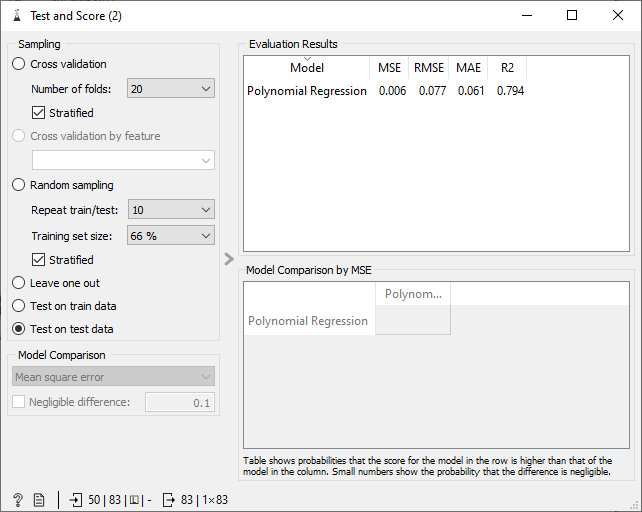 Test and Score (2)
Sampling
Cross validation
Number of folds: 20
Stratified
Cross validation by feature
Random sampling
Repeat train/test: 10
Training set size: 66 %
Stratified
Leave one out
Test on train data
Test on test data
Model Comparison
Mean square error
Negligible difference: 0.1
Evaluation Results
Model MSE RMSE MAE R2
Polynomial Regression 0.006 0.077 0.061 0.794
Model Comparison by MSE
Polynom...
Polynomial Regression
Table shows probabilities that the score for the model in the row is higher than that of the
model in the column. Small numbers show the probability that the difference is negligible.
? 50 | 83 | | - 83 | 1×83